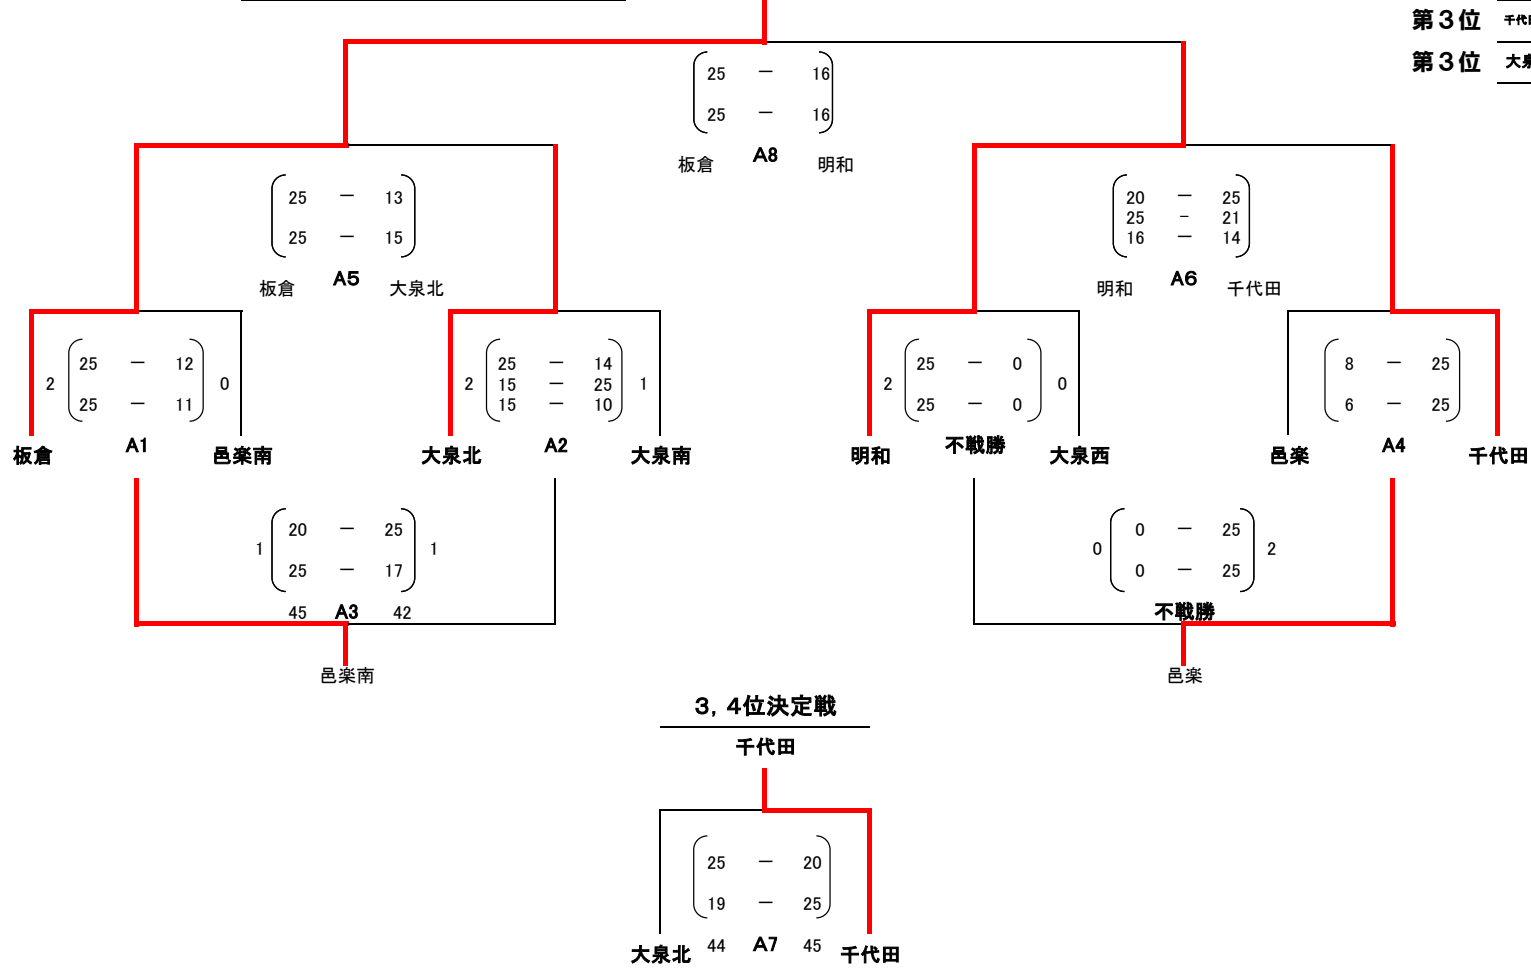 第３位 千代
第３位 大泉
25 － 16
25 － 16
板倉 A8 明和
25 － 13
25 － 15
板倉 A5 大泉北
20 － 25
25 － 21
16 － 14
明和 A6 千代田
2 25 － 12 0
25 － 11
板倉 A1 邑楽南
2 25 － 14 1
15 － 25
15 － 10
大泉北 A2 大泉南
2 25 － 0 0
25 － 0
明和 不戦勝 大泉西
8 － 25
6 － 25
邑楽 A4 千代田
1 20 － 25 1
25 － 17
45 A3 42
邑楽南
0 0 － 25 2
0 － 25
不戦勝
邑楽
３，４位決定戦
千代田
25 － 20
19 － 25
大泉北 44 A7 45 千代田